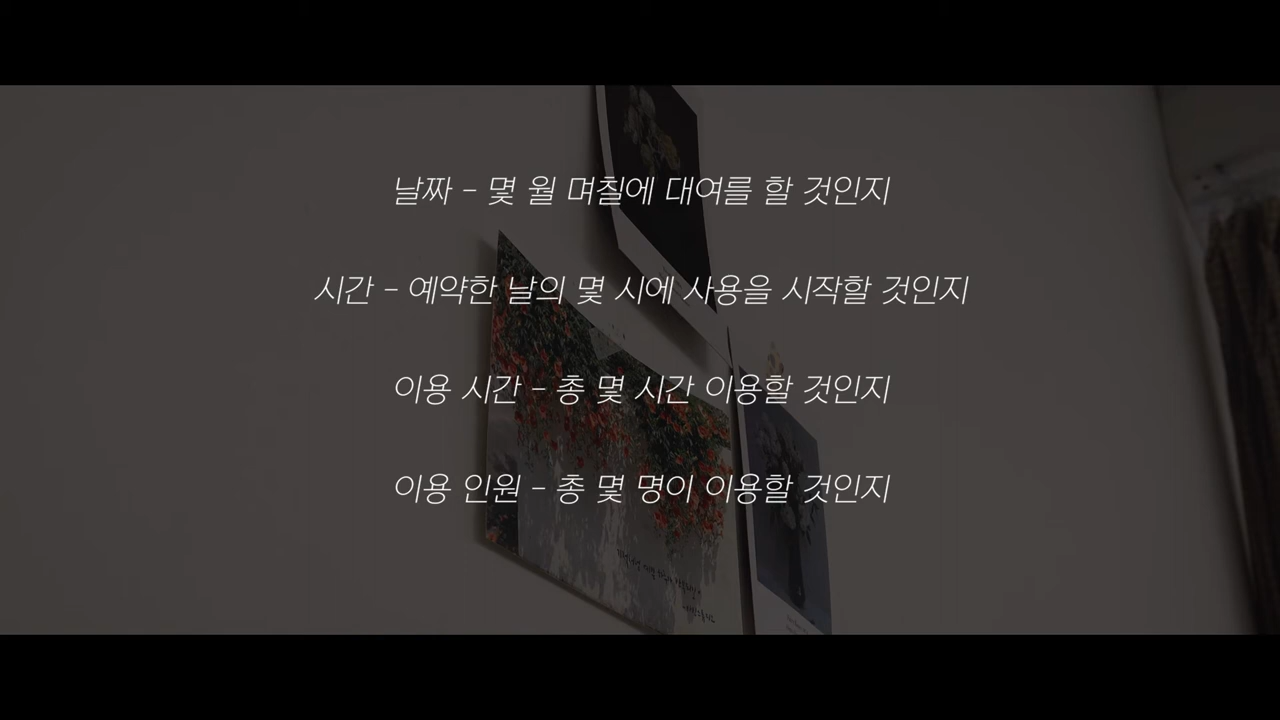 날짜 - 몇 월 며칠에 대여를 할 것인지
시간 - 예약한 날의 몇 시에 사용을 시작할 것인지
이용 시간 - 총 몇 시간 이용할 것인지
이용 인원 - 총 몇 명이 이용할 것인지